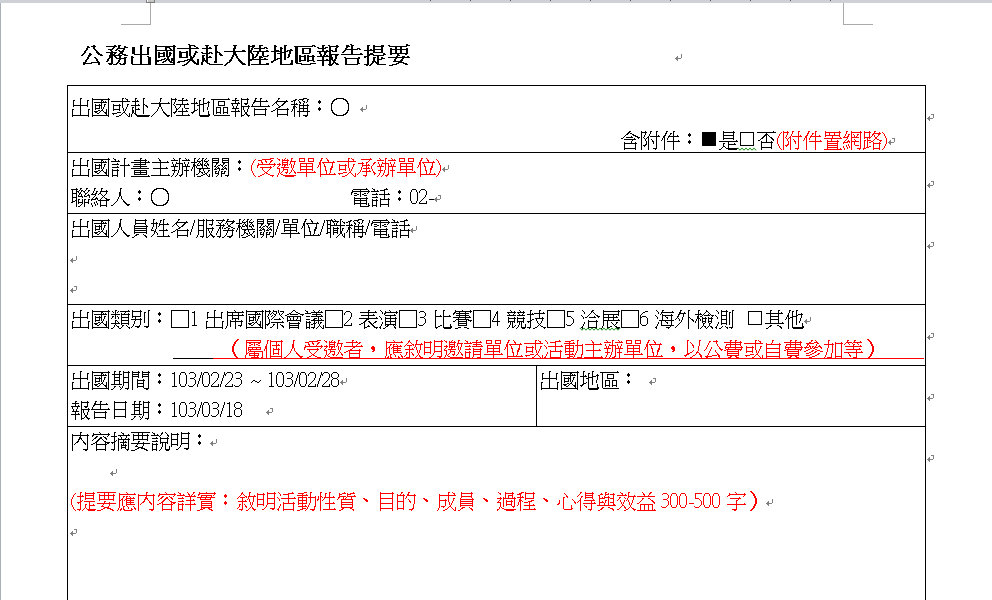 公務出國或赴大陸地區報告提要
出國或赴大陸地區報告名稱：○
含附件：■是□否(附件置網路)
出國計畫主辦機關：(受邀單位或承辦單位)
聯絡人：○ 電話：02-
出國人員姓名/服務機關/單位/職稱/電話
出國類別：□1 出席國際會議□2 表演□3 比賽□4 競技□5 洽展□6 海外檢測 □其他
（屬個人受邀者，應敘明邀請單位或活動主辦單位，以公費或自費參加等）
出國期間：103/02/23 ~ 103/02/28 出國地區：
報告日期：103/03/18
內容摘要說明：
(提要應內容詳實：敘明活動性質、目的、成員、過程、心得與效益 300-500 字）